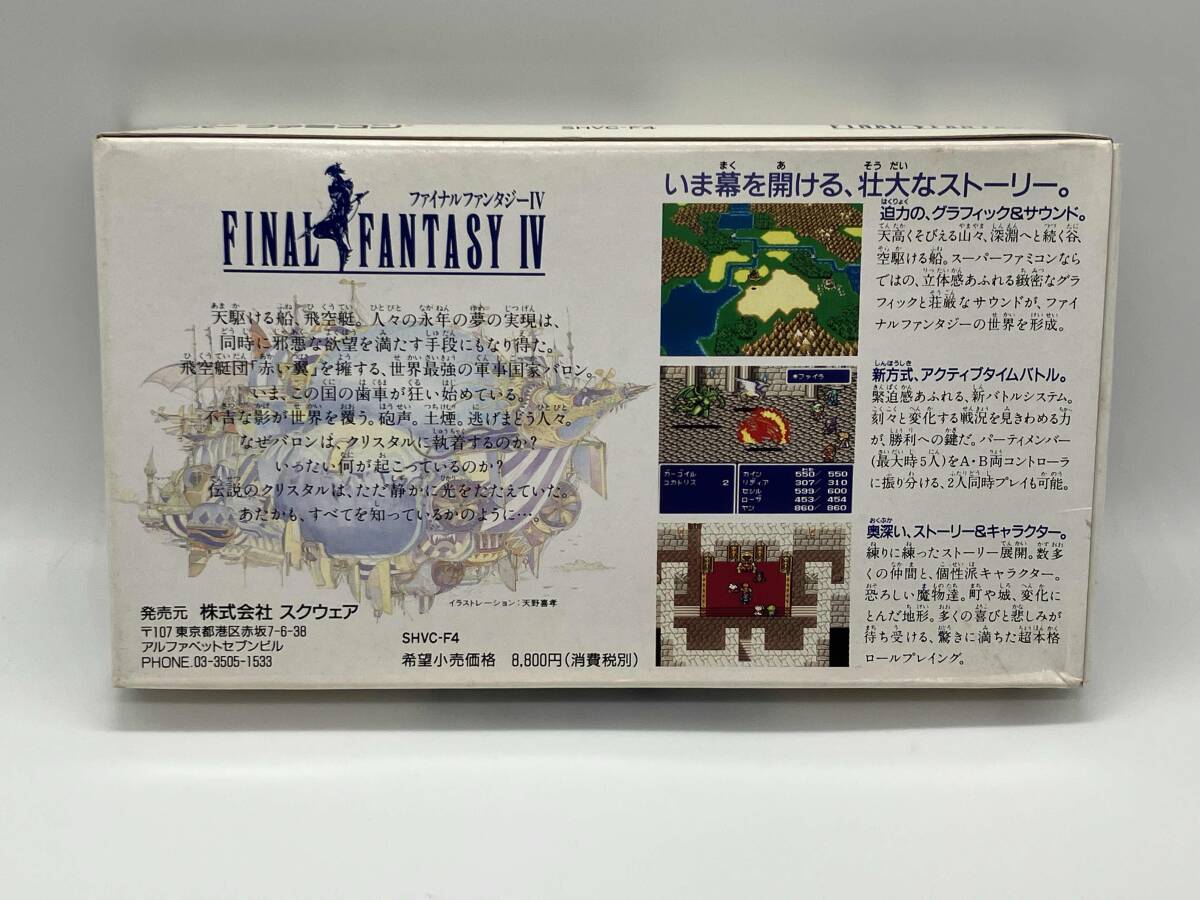 SHVC-F4
ファイナルファンタジーIV
FINAL FANTASY IV
天駆ける船、飛空艇。人々の永年の夢の実現は、
同時に邪悪な欲望を満たす手段にもなり得た。
飛空艇団「赤い翼」を擁する、世界最強の軍事国家バロン。
いま、この国の歯車が狂い始めている。
不吉な影が世界を覆う。砲声。土煙。逃げまどう人々。
なぜバロンは、クリスタルに執着するのか?
いったい何が起こっているのか?
伝説のクリスタルは、ただ静かに光をたたえていた。
あたかも、すべてを知っているかのように…。
イラストレーション:天野喜孝
発売元 株式会社 スクウェア
〒107 東京都港区赤坂7-6-38
アルファベットセブンビル
PHONE.03-3505-1533
SHVC-F4
希望小売価格 8,800円(消費税別)
いま幕を開ける、壮大なストーリー。
迫力の、グラフィック&サウンド。
天高くそびえる山々、深淵へと続く谷、
空駆ける船。スーパーファミコンなら
ではの、立体感あふれる緻密なグラ
フィックと荘厳なサウンドが、ファイ
ナルファンタジーの世界を形成。
ファイラ
ガーゴイル
コカトリス 2
カイン 550/ 550
リディア 307/ 310
セシル 599/ 600
ローザ 453/ 454
ヤン 860/ 860
新方式、アクティブタイムバトル。
緊迫感あふれる、新バトルシステム。
刻々と変化する戦況を見きわめる力
が、勝利への鍵だ。パーティメンバー
(最大時5人)をA・B両コントローラ
に振り分ける、2人同時プレイも可能。
奥深い、ストーリー&キャラクター。
練りに練ったストーリー展開。数多
くの仲間と、個性派キャラクター。
恐ろしい魔物達。町や城、変化に
とんだ地形。多くの喜びと悲しみが
待ち受ける、驚きに満ちた超本格
ロールプレイング。